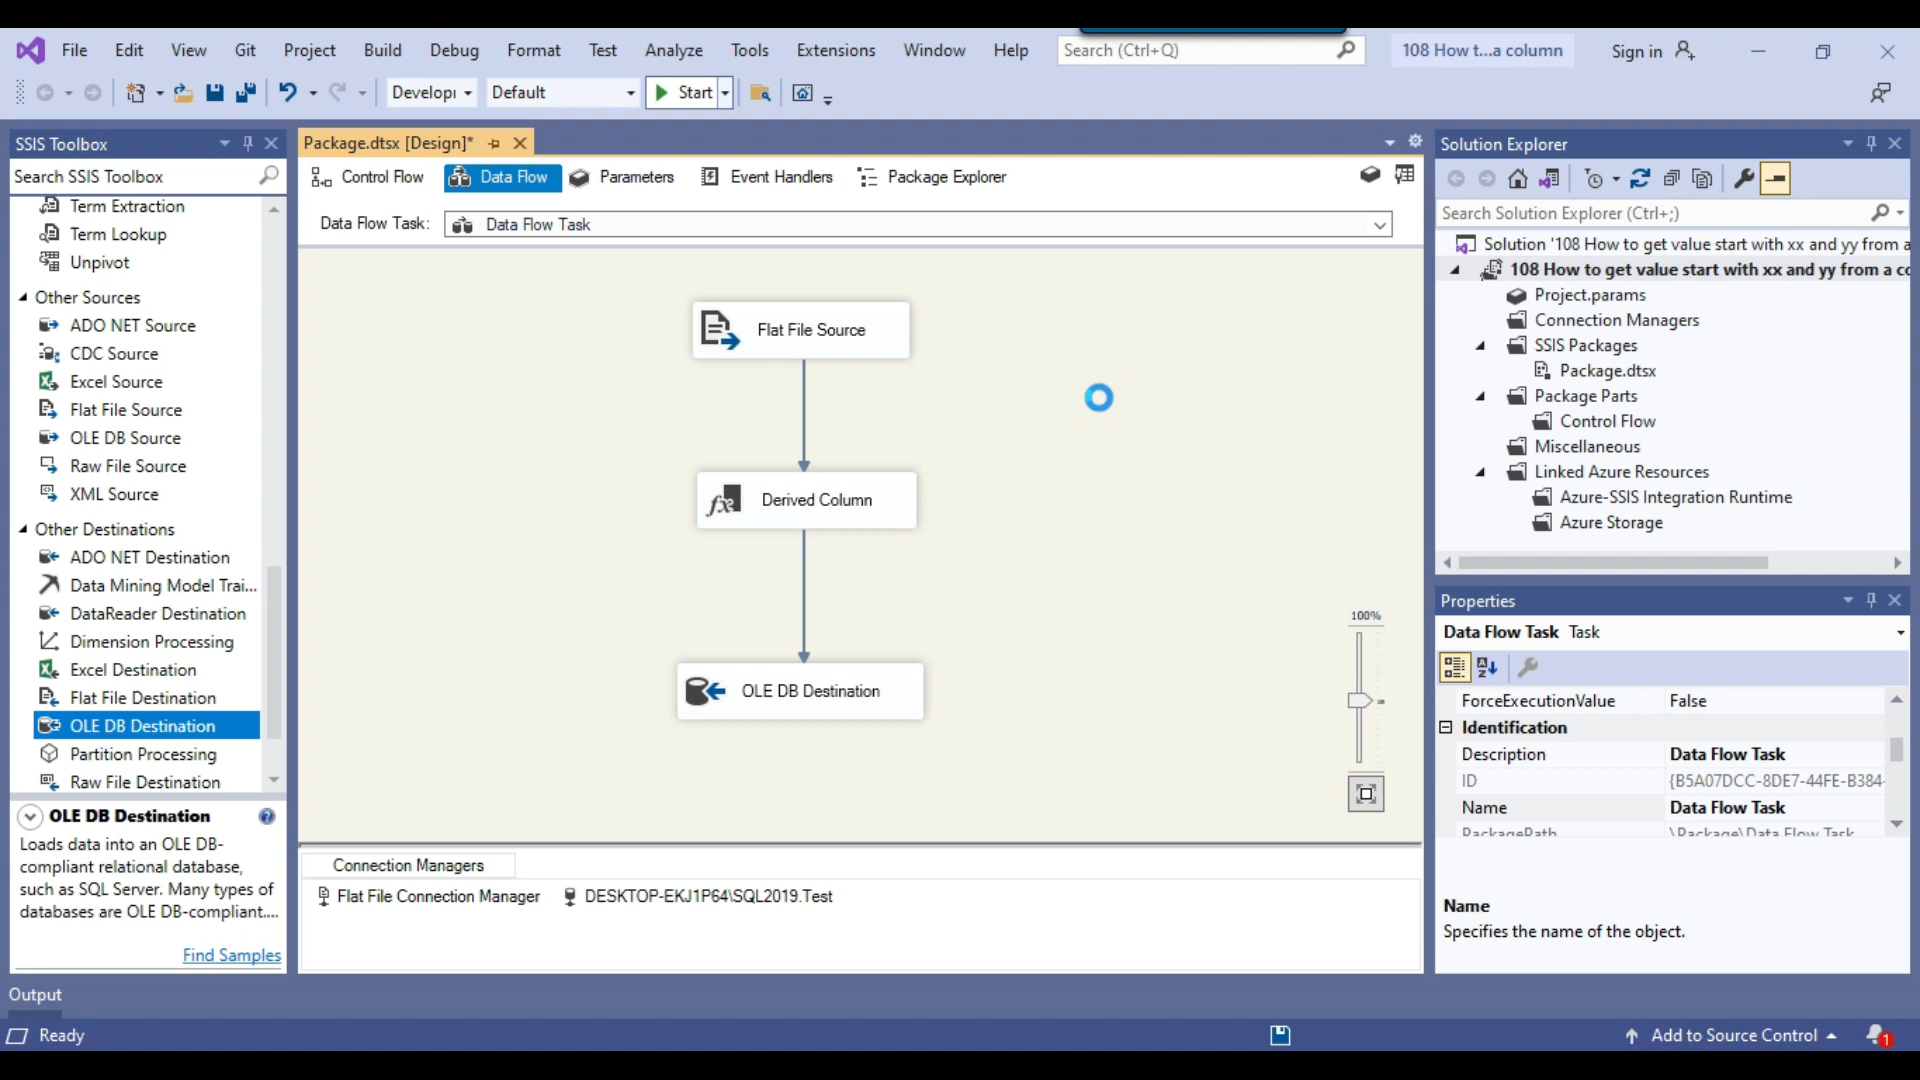 File Edit View Git Project Build Debug Format Test Analyze Tools Extensions Window Help Search (Ctrl+Q) 108 How t...a column Sign in
Developi Default Start
SSIS Toolbox
Search SSIS Toolbox
Term Extraction
Term Lookup
Unpivot
Other Sources
ADO NET Source
CDC Source
Excel Source
Flat File Source
OLE DB Source
Raw File Source
XML Source
Other Destinations
ADO NET Destination
Data Mining Model Trai...
DataReader Destination
Dimension Processing
Excel Destination
Flat File Destination
OLE DB Destination
Partition Processing
Raw File Destination
OLE DB Destination
Loads data into an OLE DB-
compliant relational database,
such as SQL Server. Many types of
databases are OLE DB-compliant....
Find Samples
Package.dtsx [Design]*
Control Flow Data Flow Parameters Event Handlers Package Explorer
Data Flow Task: Data Flow Task
Flat File Source
Derived Column
OLE DB Destination
100%
Connection Managers
Flat File Connection Manager DESKTOP-EKJ1P64\SQL2019.Test
Solution Explorer
Search Solution Explorer (Ctrl+;)
Solution '108 How to get value start with xx and yy from a
108 How to get value start with xx and yy from a co
Project.params
Connection Managers
SSIS Packages
Package.dtsx
Package Parts
Control Flow
Miscellaneous
Linked Azure Resources
Azure-SSIS Integration Runtime
Azure Storage
Properties
Data Flow Task Task
ForceExecutionValue False
Identification
Description Data Flow Task
ID {B5A07DCC-8DE7-44FE-B384-
Name Data Flow Task
PackagePath \Package\Data Flow Task
Name
Specifies the name of the object.
Output
Ready Add to Source Control 1